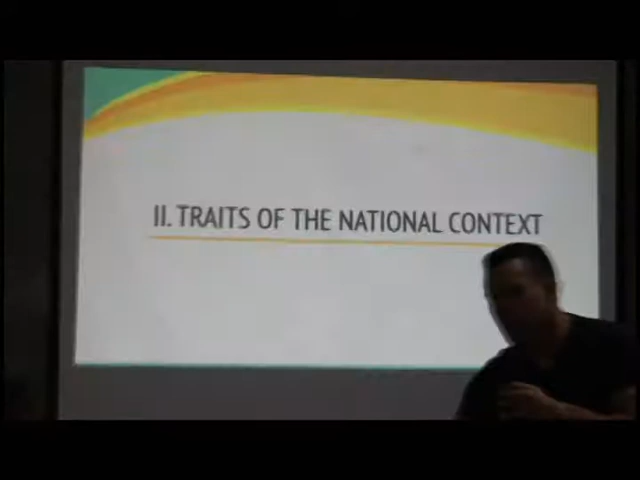 II. TRAITS OF THE NATIONAL CONTEXT